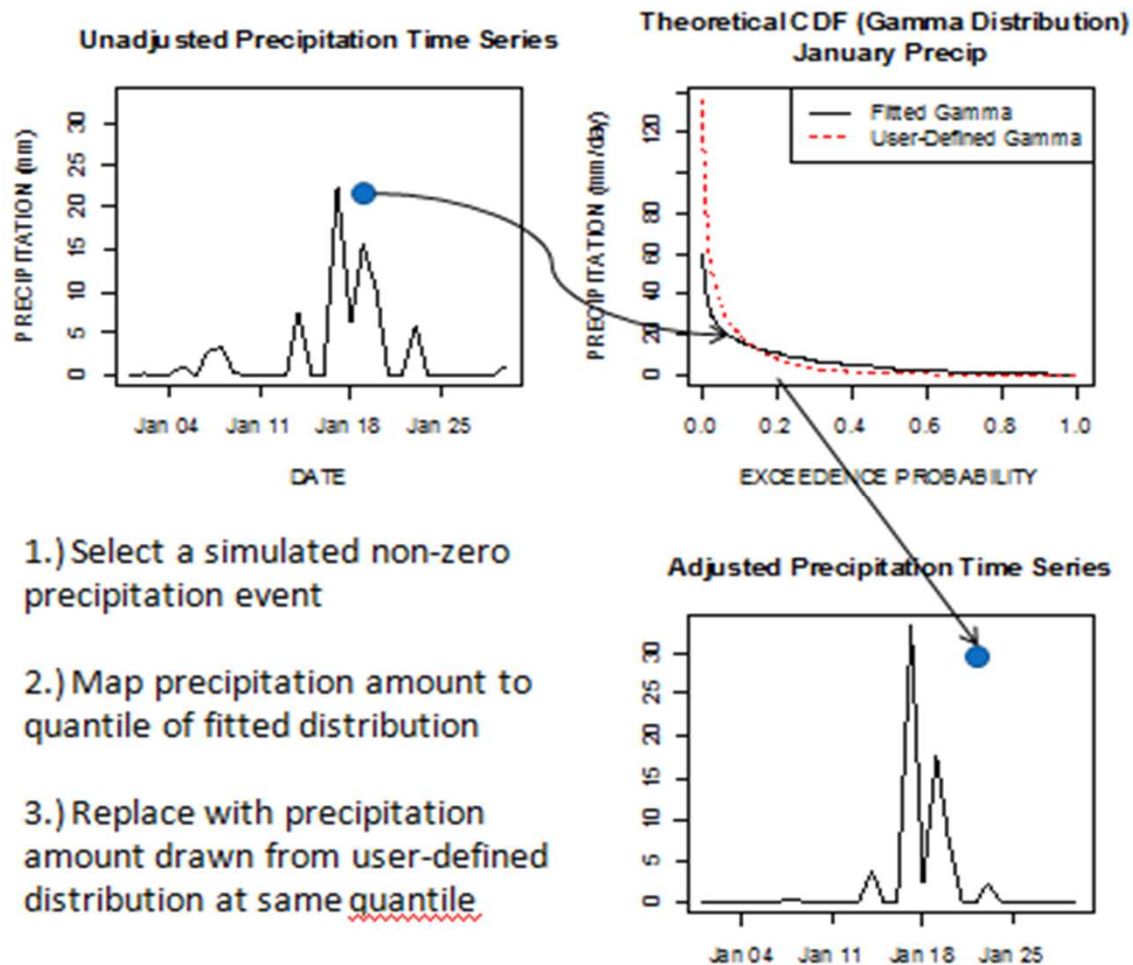 Unadjusted Precipitation Time Series
PRECIPITATION (mm)
30
25
20
15
10
5
0
Jan 04 Jan 11 Jan 18 Jan 25
DATE
Theoretical CDF (Gamma Distribution)
January Precip
PRECIPITATION (mm/day)
120
80
60
40
20
0
Fitted Gamma
User-Defined Gamma
0.0 0.2 0.4 0.6 0.8 1.0
EXCEEDENCE PROBABILITY
1.) Select a simulated non-zero
precipitation event
2.) Map precipitation amount to
quantile of fitted distribution
3.) Replace with precipitation
amount drawn from user-defined
distribution at same quantile
Adjusted Precipitation Time Series
30
25
20
15
10
5
0
Jan 04 Jan 11 Jan 18 Jan 25